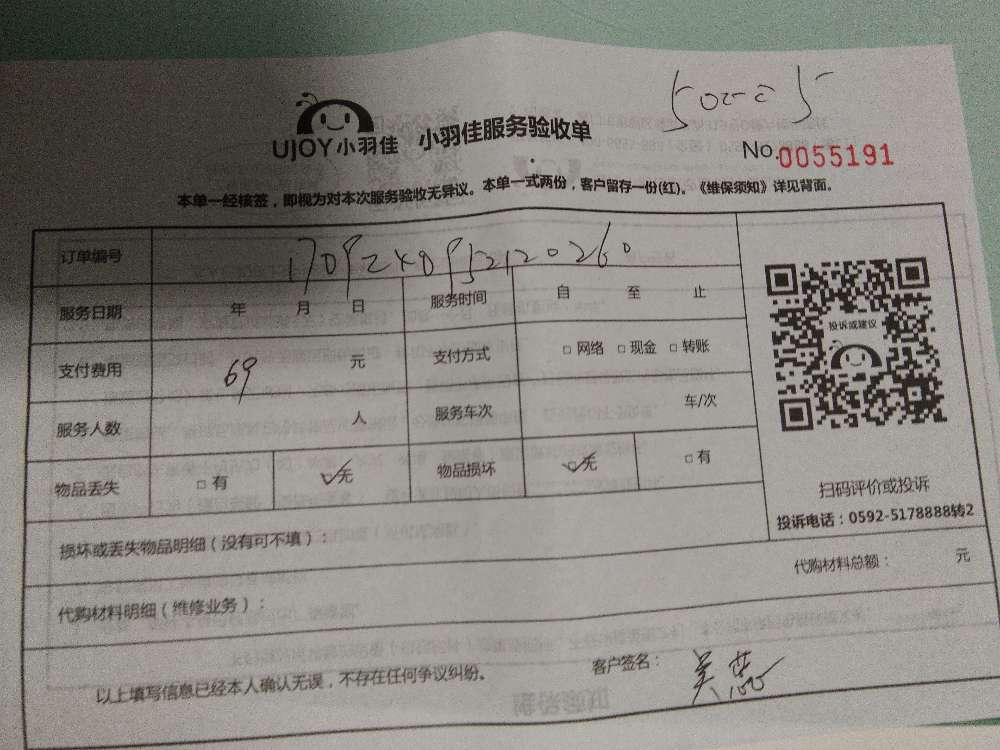 UJOY小羽佳 小羽佳服务验收单
No.0055191
本单一经核签，即视为对本次服务验收无异议。本单一式两份，客户留存一份(红)。《维保须知》详见背面。
订单编号
服务日期 年 月 日 服务时间 自 至 止
支付费用 69 元 支付方式 □ 网络 □ 现金 □ 转账
服务人数 人 服务车次 车/次
物品丢失 □ 有 ☑无 物品损坏 ☑无 □ 有
投诉或建议
扫码评价或投诉
投诉电话：0592-5178888转2
损坏或丢失物品明细（没有可不填）：
代购材料明细（维修业务）： 代购材料总额： 元
以上填写信息已经本人确认无误，不存在任何争议纠纷。 客户签名：